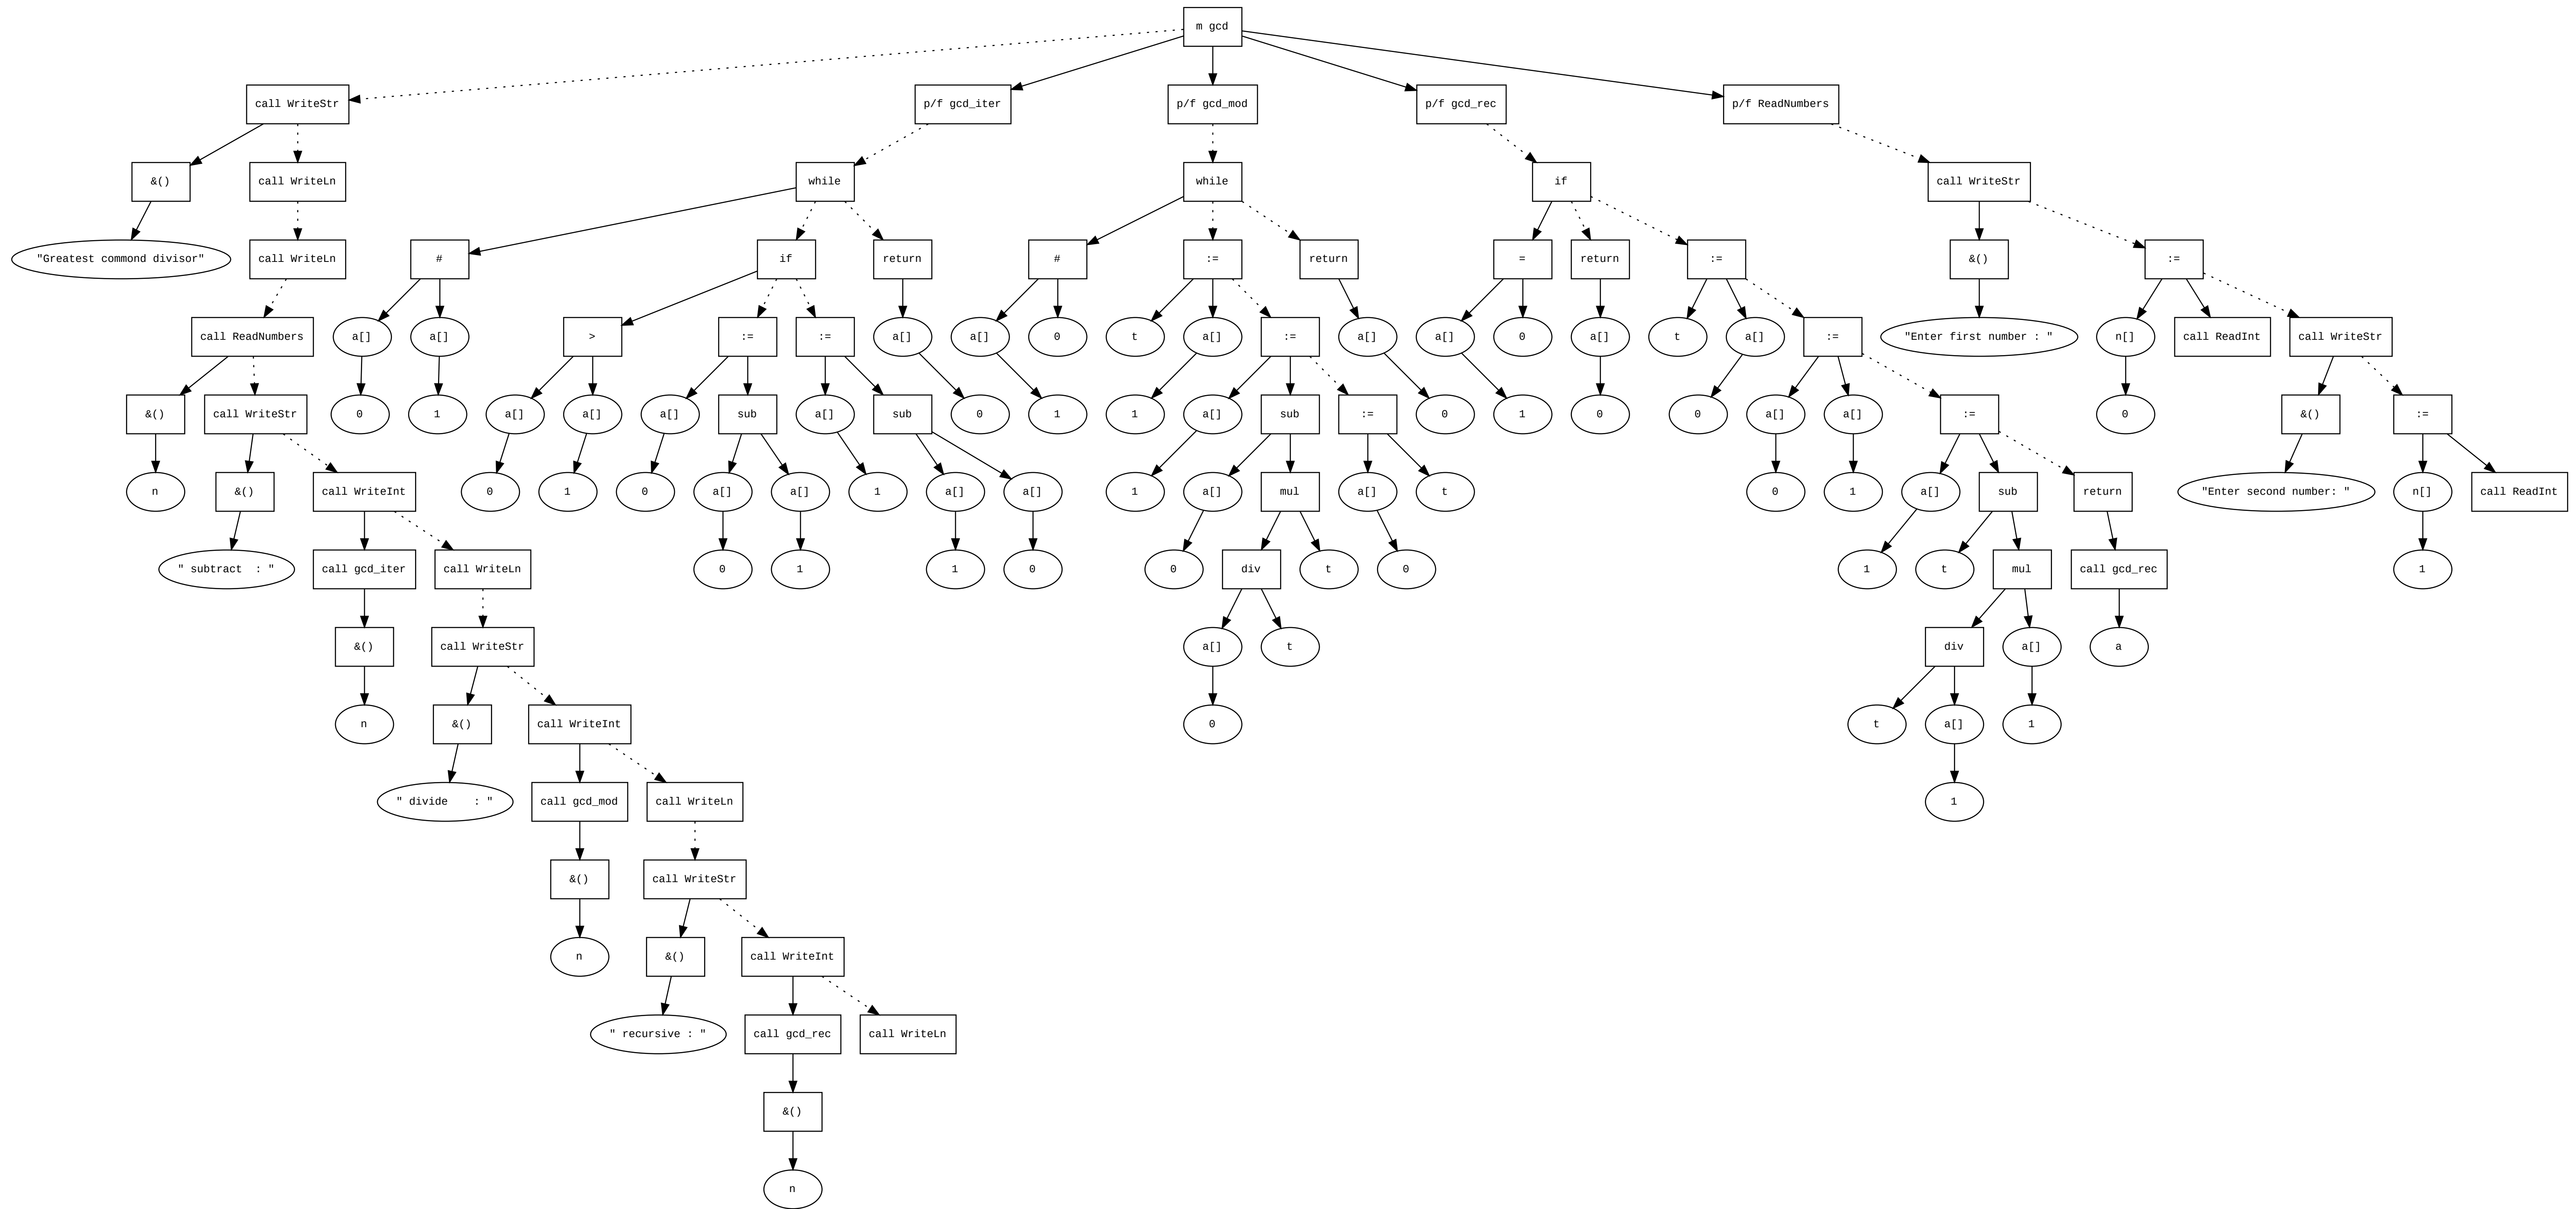 m gcd
call WriteStr p/f gcd_iter p/f gcd_mod p/f gcd_rec p/f ReadNumbers
&() call WriteLn while while if call WriteStr
"Greatest commond divisor" call WriteLn # if return # := return = return := &() :=
call ReadNumbers a[] a[] > := := a[] a[] 0 t a[] := a[] a[] 0 a[] t a[] := "Enter first number : " n[] call ReadInt call WriteStr
&() call WriteStr 0 1 a[] a[] a[] sub a[] sub 0 1 1 a[] sub := 0 1 0 0 a[] a[] := 0 &() :=
n &() call WriteInt 0 1 0 a[] a[] 1 a[] a[] 1 a[] mul a[] t 0 1 a[] sub return "Enter second number: " n[] call ReadInt
" subtract  : " call gcd_iter call WriteLn 0 1 1 0 0 div t 0 1 t mul call gcd_rec 1
&() call WriteStr a[] t div a[] a
n &() call WriteInt 0 t a[] 1
" divide    : " call gcd_mod call WriteLn 1
&() call WriteStr
n &() call WriteInt
" recursive : " call gcd_rec call WriteLn
&()
n